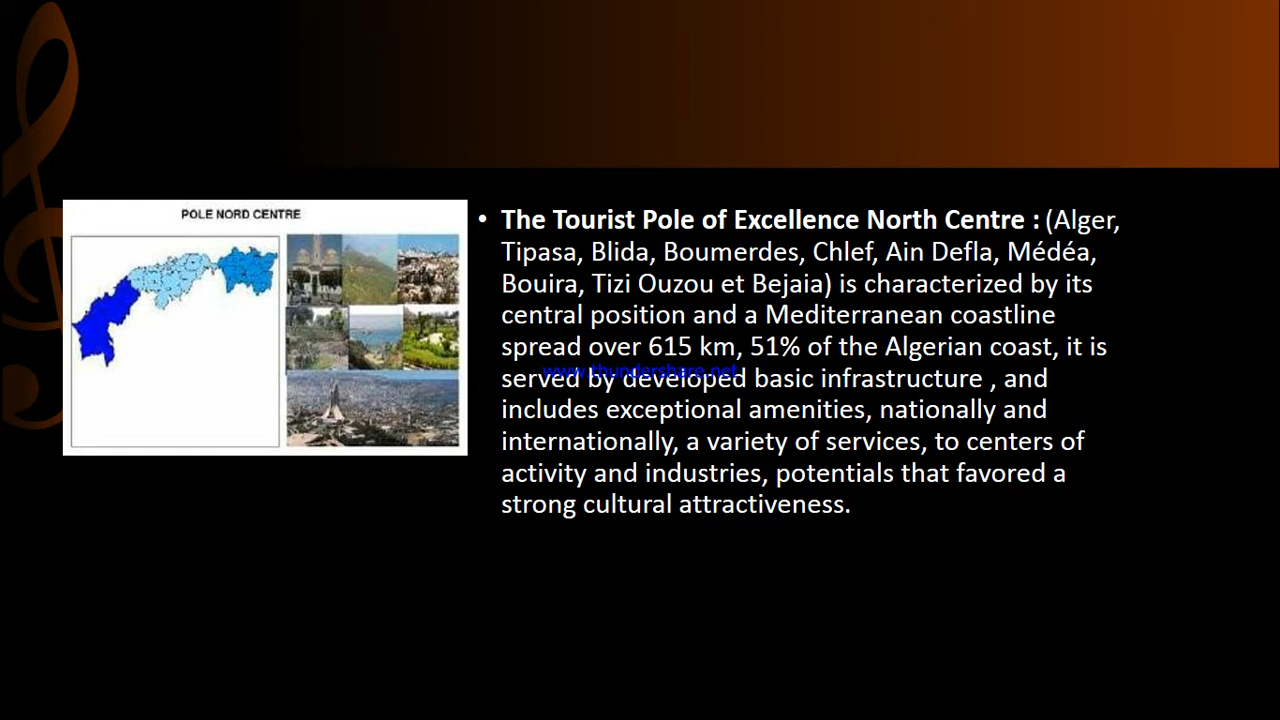 POLE NORD CENTRE
• The Tourist Pole of Excellence North Centre : (Alger,
Tipasa, Blida, Boumerdes, Chlef, Ain Defla, Médéa,
Bouira, Tizi Ouzou et Bejaia) is characterized by its
central position and a Mediterranean coastline
spread over 615 km, 51% of the Algerian coast, it is
www.thundershare.net
served by developed basic infrastructure , and
includes exceptional amenities, nationally and
internationally, a variety of services, to centers of
activity and industries, potentials that favored a
strong cultural attractiveness.